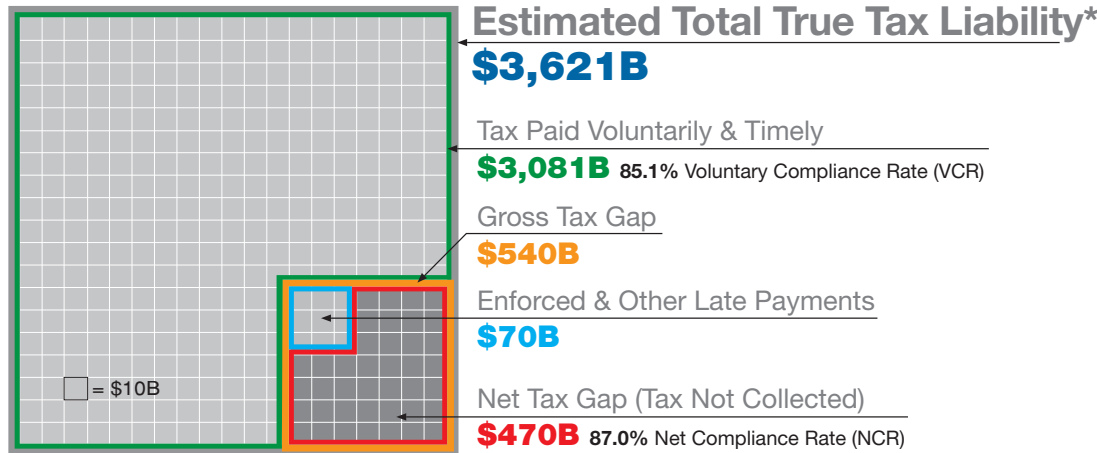 Estimated Total True Tax Liability*
$3,621B
Tax Paid Voluntarily & Timely
$3,081B 85.1% Voluntary Compliance Rate (VCR)
Gross Tax Gap
$540B
Enforced & Other Late Payments
$70B
= $10B
Net Tax Gap (Tax Not Collected)
$470B 87.0% Net Compliance Rate (NCR)